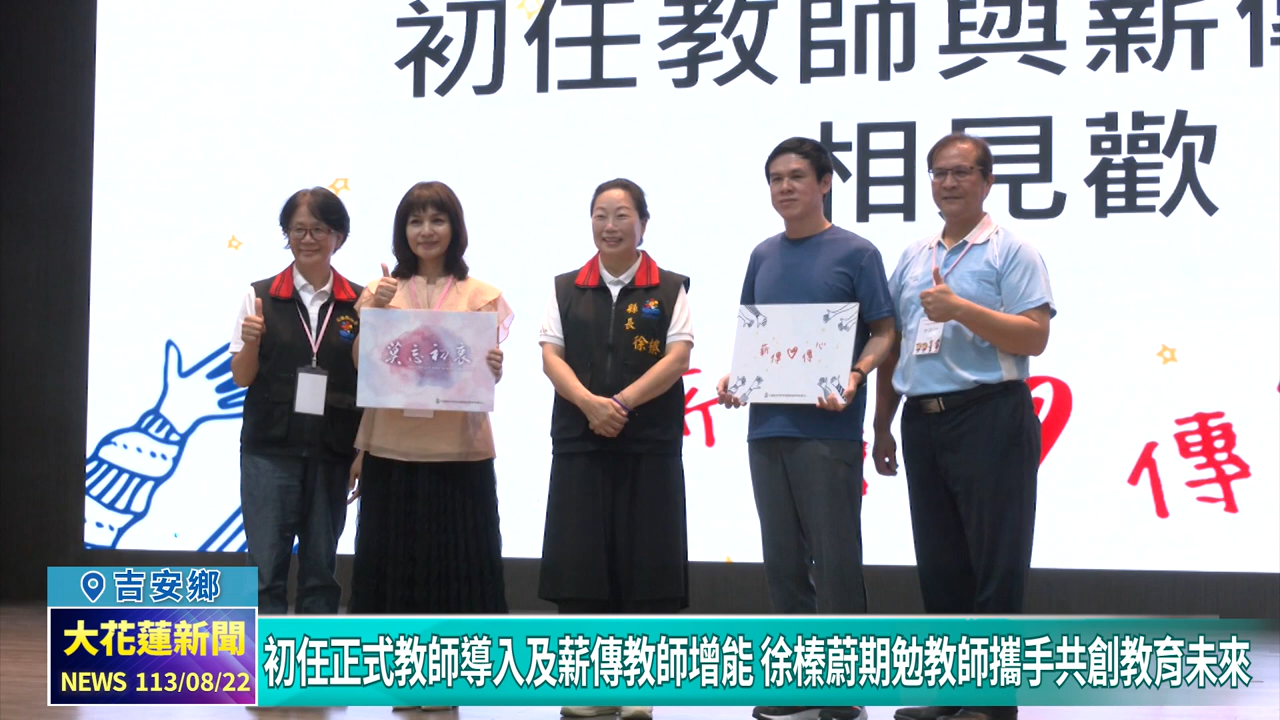 初任教師與薪傳
相見歡
縣長
徐榛
莫忘初衷
薪傳傳心
傳
吉安鄉
大花蓮新聞
NEWS 113/08/22
初任正式教師導入及薪傳教師增能 徐榛蔚期勉教師攜手共創教育未來